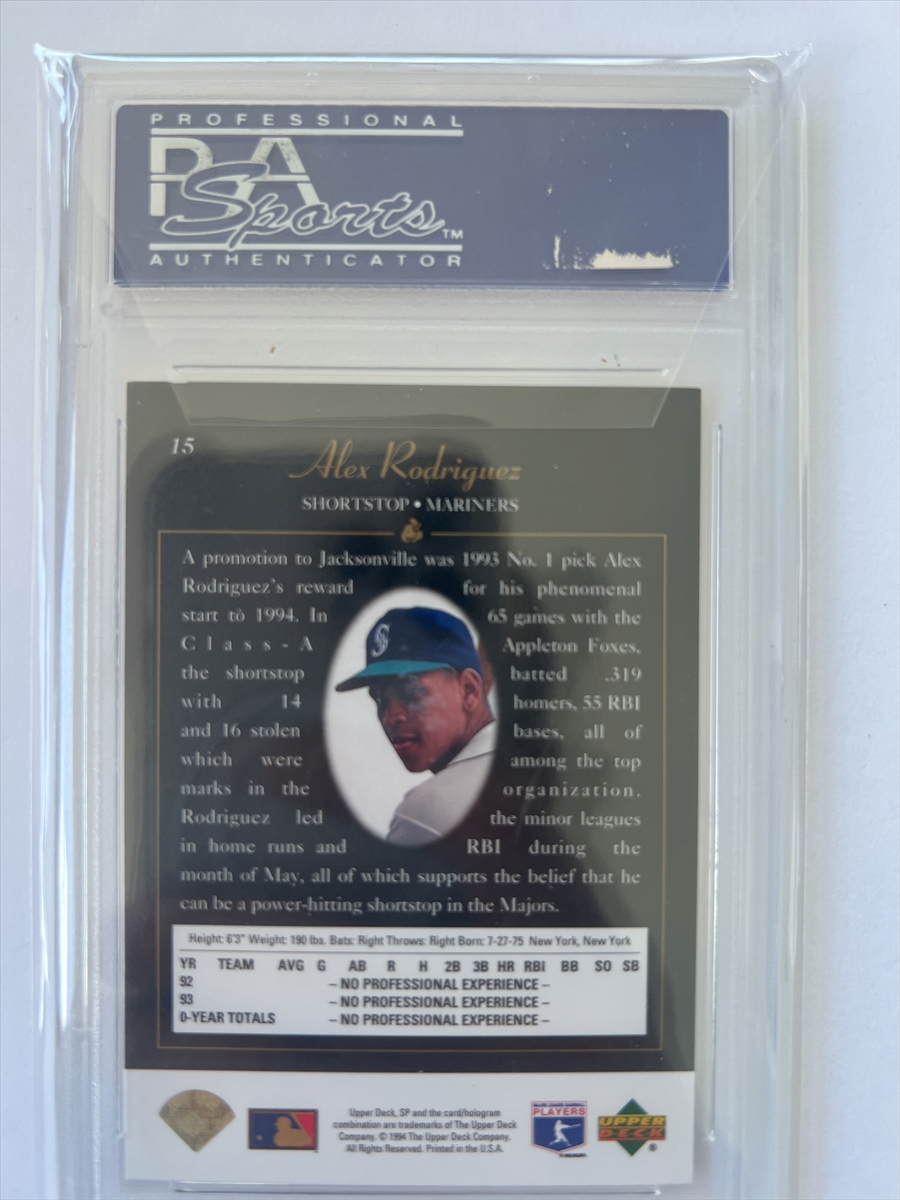 PROFESSIONAL
PSA
Sports™
AUTHENTICATOR
15
Alex Rodriguez
SHORTSTOP • MARINERS
A promotion to Jacksonville was 1993 No. 1 pick Alex
Rodriguez's reward for his phenomenal
start to 1994. In 65 games with the
Class-A Appleton Foxes,
the shortstop batted .319
with 14 homers, 55 RBI
and 16 stolen bases, all of
which were among the top
marks in the organization.
Rodriguez led the minor leagues
in home runs and RBI during the
month of May, all of which supports the belief that he
can be a power-hitting shortstop in the Majors.
Height: 6'3" Weight: 190 lbs. Bats: Right Throws: Right Born: 7-27-75 New York, New York
YR TEAM AVG G AB R H 2B 3B HR RBI BB SO SB
92 – NO PROFESSIONAL EXPERIENCE –
93 – NO PROFESSIONAL EXPERIENCE –
0-YEAR TOTALS – NO PROFESSIONAL EXPERIENCE –
Upper Deck, SP and the card/hologram
combination are trademarks of The Upper Deck
Company. © 1994 The Upper Deck Company.
All Rights Reserved. Printed in the U.S.A.
MAJOR LEAGUE BASEBALL
PLAYERS
UPPER
DECK
®